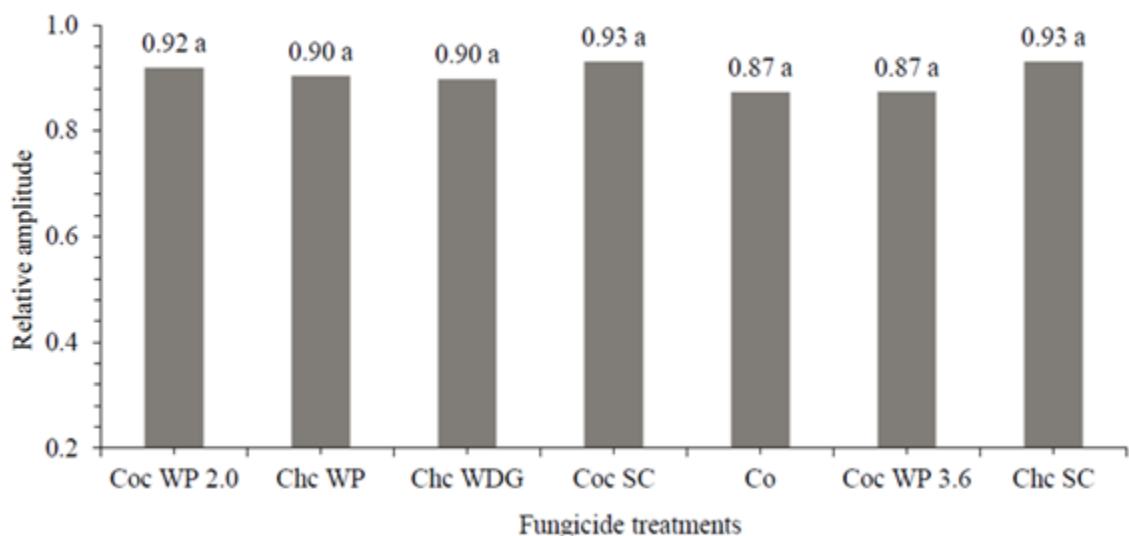 1.0
0.8
0.6
0.4
0.2
Relative amplitude
0.92 a
0.90 a
0.90 a
0.93 a
0.87 a
0.87 a
0.93 a
Coc WP 2.0
Chc WP
Chc WDG
Coc SC
Co
Coc WP 3.6
Chc SC
Fungicide treatments